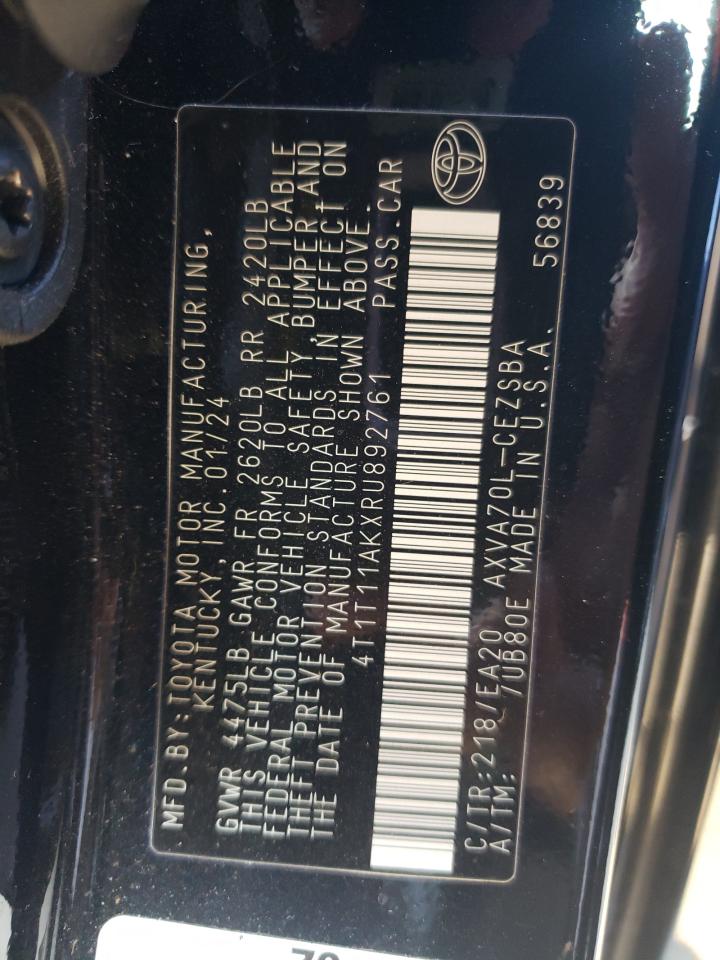 MFD. BY: TOYOTA MOTOR MANUFACTURING,
KENTUCKY, INC. 01/24
GVWR 4475LB GAWR FR 2620LB RR 2420LB
THIS VEHICLE CONFORMS TO ALL APPLICABLE
FEDERAL MOTOR VEHICLE SAFETY, BUMPER, AND
THEFT PREVENTION STANDARDS IN EFFECT ON
THE DATE OF MANUFACTURE SHOWN ABOVE.
4T1T11AKXRU892761 PASS. CAR
C/TR: 218/EA20 AXVA70L-CEZSBA
A/TM: /UB80E MADE IN U.S.A. 56839